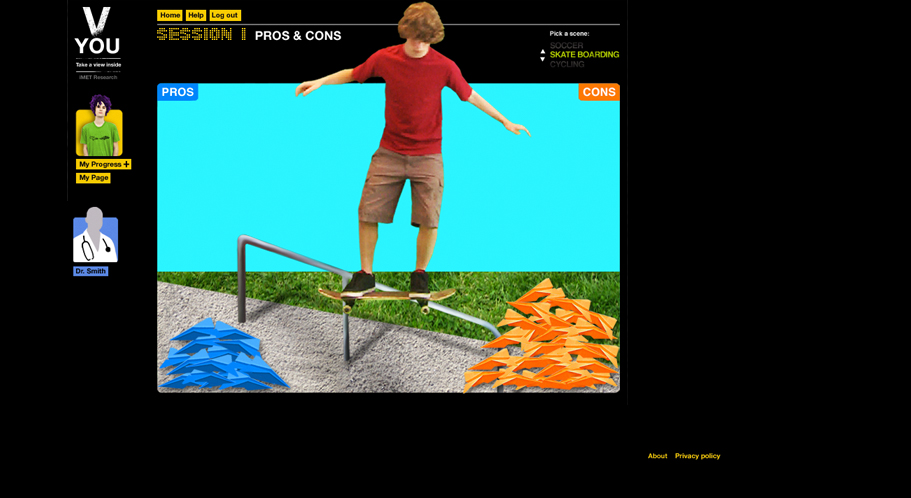 Home Help Log out
V
YOU
Take a view inside
iMET Research
SESSION 1 PROS & CONS
Pick a scene:
SOCCER
SKATE BOARDING
CYCLING
PROS
CONS
My Progress +
My Page
Dr. Smith
About Privacy policy